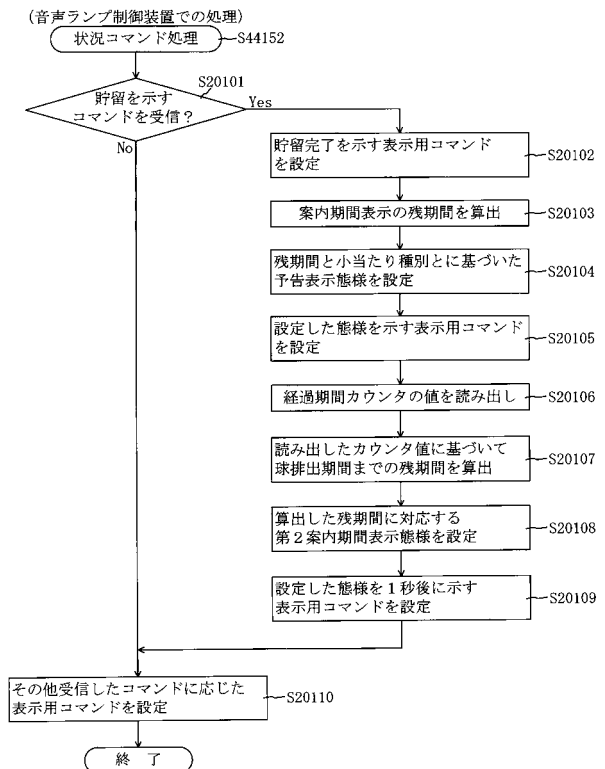 (音声ランプ制御装置での処理)
状況コマンド処理
S44152
S20101
貯留を示す
コマンドを受信?
Yes
No
貯留完了を示す表示用コマンド
を設定
S20102
案内期間表示の残期間を算出
S20103
残期間と小当たり種別とに基づいた
予告表示態様を設定
S20104
設定した態様を示す表示用コマンド
を設定
S20105
経過期間カウンタの値を読み出し
S20106
読み出したカウンタ値に基づいて
球排出期間までの残期間を算出
S20107
算出した残期間に対応する
第2案内期間表示態様を設定
S20108
設定した態様を1秒後に示す
表示用コマンドを設定
S20109
その他受信したコマンドに応じた
表示用コマンドを設定
S20110
終 了